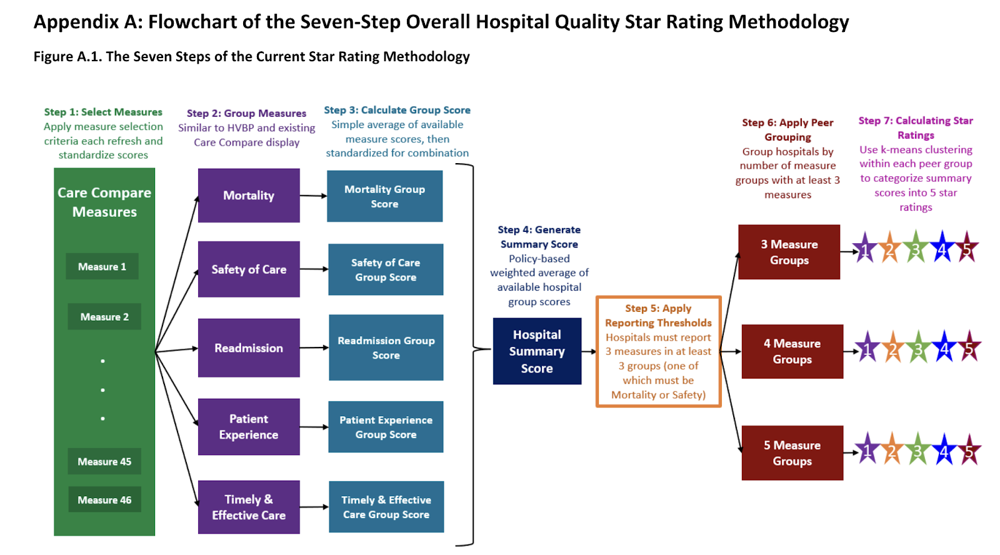 Appendix A: Flowchart of the Seven-Step Overall Hospital Quality Star Rating Methodology
Figure A.1. The Seven Steps of the Current Star Rating Methodology
Step 1: Select Measures
Apply measure selection
criteria each refresh and
standardize scores
Care Compare
Measures
Measure 1
Measure 2
Measure 45
Measure 46
Step 2: Group Measures
Similar to HVBP and existing
Care Compare display
Mortality
Safety of Care
Readmission
Patient
Experience
Timely &
Effective Care
Step 3: Calculate Group Score
Simple average of available
measure scores, then
standardized for combination
Mortality Group
Score
Safety of Care
Group Score
Readmission Group
Score
Patient Experience
Group Score
Timely & Effective
Care Group Score
Step 4: Generate
Summary Score
Policy-based
weighted average of
available hospital
group scores
Hospital
Summary
Score
Step 5: Apply
Reporting Thresholds
Hospitals must report
3 measures in at least
3 groups (one of
which must be
Mortality or Safety)
Step 6: Apply Peer
Grouping
Group hospitals by
number of measure
groups with at least 3
measures
3 Measure
Groups
4 Measure
Groups
5 Measure
Groups
Step 7: Calculating Star
Ratings
Use k-means clustering
within each peer group
to categorize summary
scores into 5 star
ratings
1 2 3 4 5
1 2 3 4 5
1 2 3 4 5